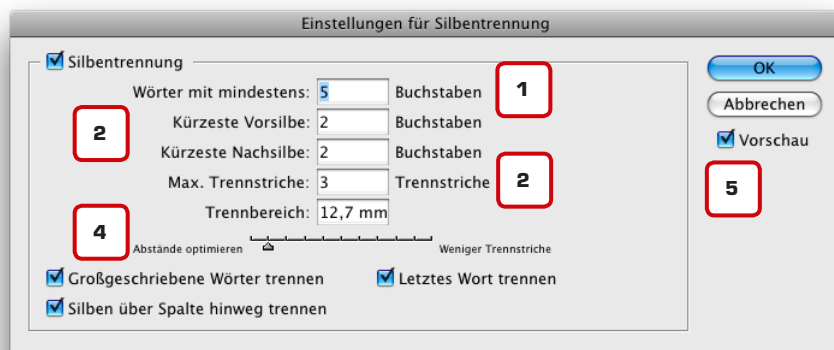 Einstellungen für Silbentrennung
Silbentrennung
OK
Wörter mit mindestens: 5 Buchstaben 1
Abbrechen
2 Kürzeste Vorsilbe: 2 Buchstaben
Vorschau
Kürzeste Nachsilbe: 2 Buchstaben
Max. Trennstriche: 3 Trennstriche 2
5
Trennbereich: 12,7 mm
4
Abstände optimieren Weniger Trennstriche
Großgeschriebene Wörter trennen Letztes Wort trennen
Silben über Spalte hinweg trennen